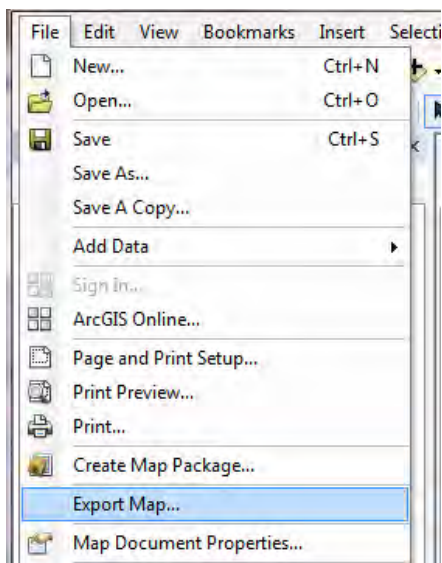 File Edit View Bookmarks Insert Selecti
New... Ctrl+N
Open... Ctrl+O
Save Ctrl+S
Save As...
Save A Copy...
Add Data
Sign In...
ArcGIS Online...
Page and Print Setup...
Print Preview...
Print...
Create Map Package...
Export Map...
Map Document Properties...